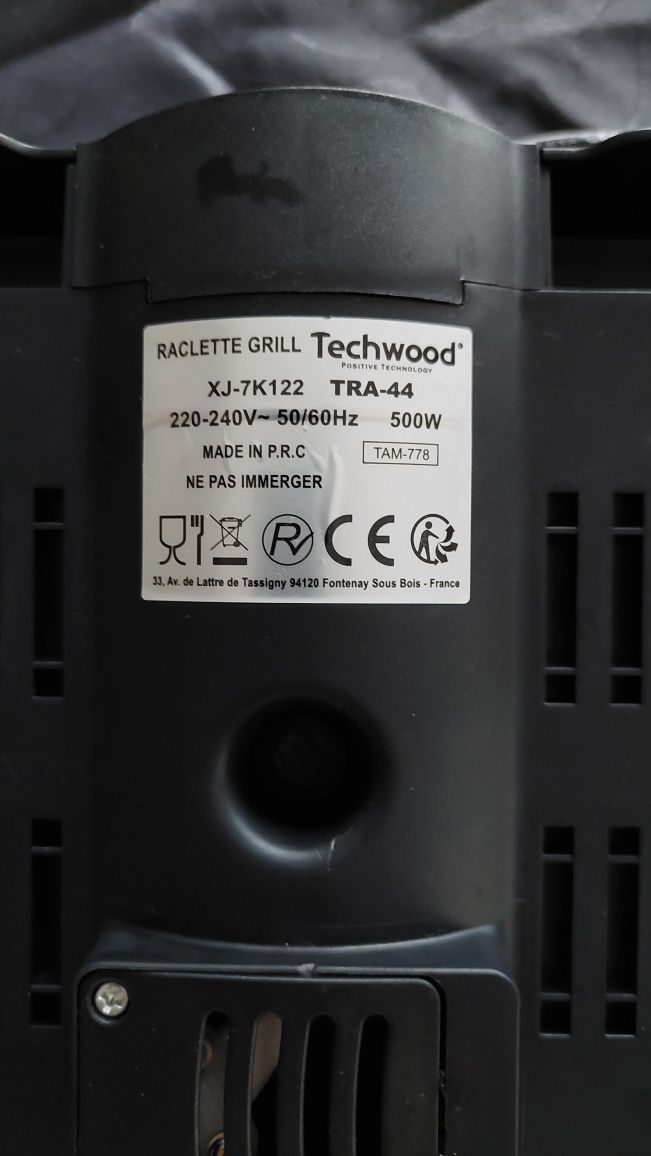 RACLETTE GRILL Techwood®
POSITIVE TECHNOLOGY
XJ-7K122 TRA-44
220-240V~ 50/60Hz 500W
MADE IN P.R.C TAM-778
NE PAS IMMERGER
33, Av. de Lattre de Tassigny 94120 Fontenay Sous Bois - France